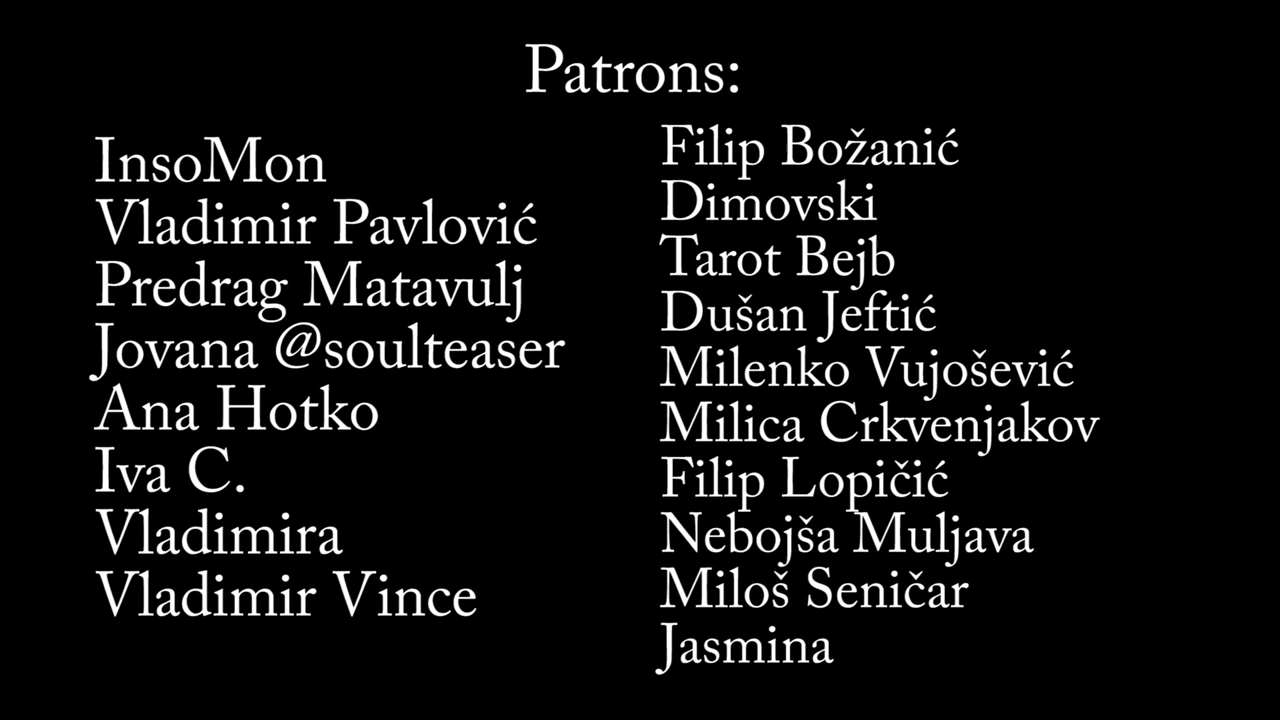 Patrons:
InsoMon
Vladimir Pavlović
Predrag Matavulj
Jovana @soulteaser
Ana Hotko
Iva C.
Vladimira
Vladimir Vince
Filip Božanić
Dimovski
Tarot Bejb
Dušan Jeftić
Milenko Vujošević
Milica Crkvenjakov
Filip Lopičić
Nebojša Muljava
Miloš Seničar
Jasmina